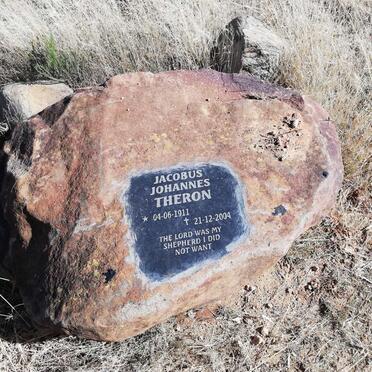 JACOBUS
JOHANNES
THERON
★ 04-06-1911
✝ 21-12-2004
THE LORD WAS MY
SHEPHERD I DID
NOT WANT